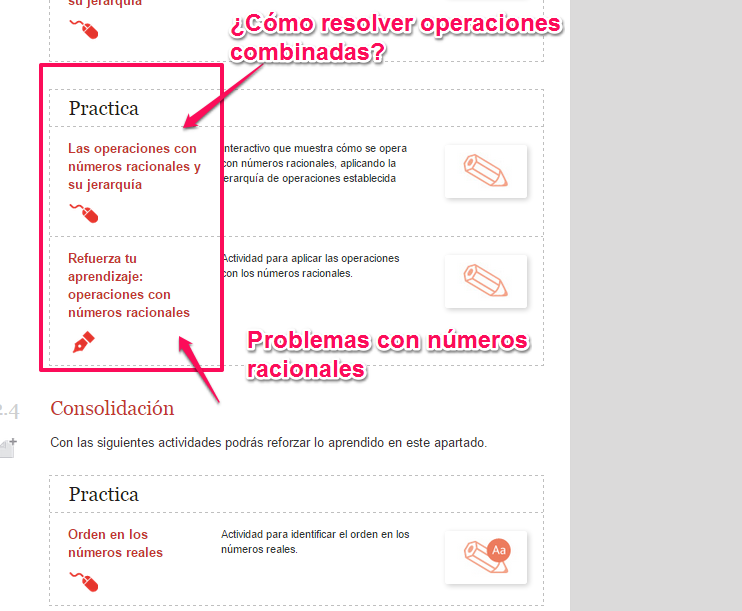 su jerarquía
¿Cómo resolver operaciones
combinadas?
Practica
Las operaciones con
números racionales y
su jerarquía
Interactivo que muestra cómo se opera
con números racionales, aplicando la
jerarquía de operaciones establecida
Refuerza tu
aprendizaje:
operaciones con
números racionales
Actividad para aplicar las operaciones
con los números racionales.
Problemas con números
racionales
2.4 Consolidación
Con las siguientes actividades podrás reforzar lo aprendido en este apartado.
Practica
Orden en los
números reales
Actividad para identificar el orden en los
números reales.
Aa